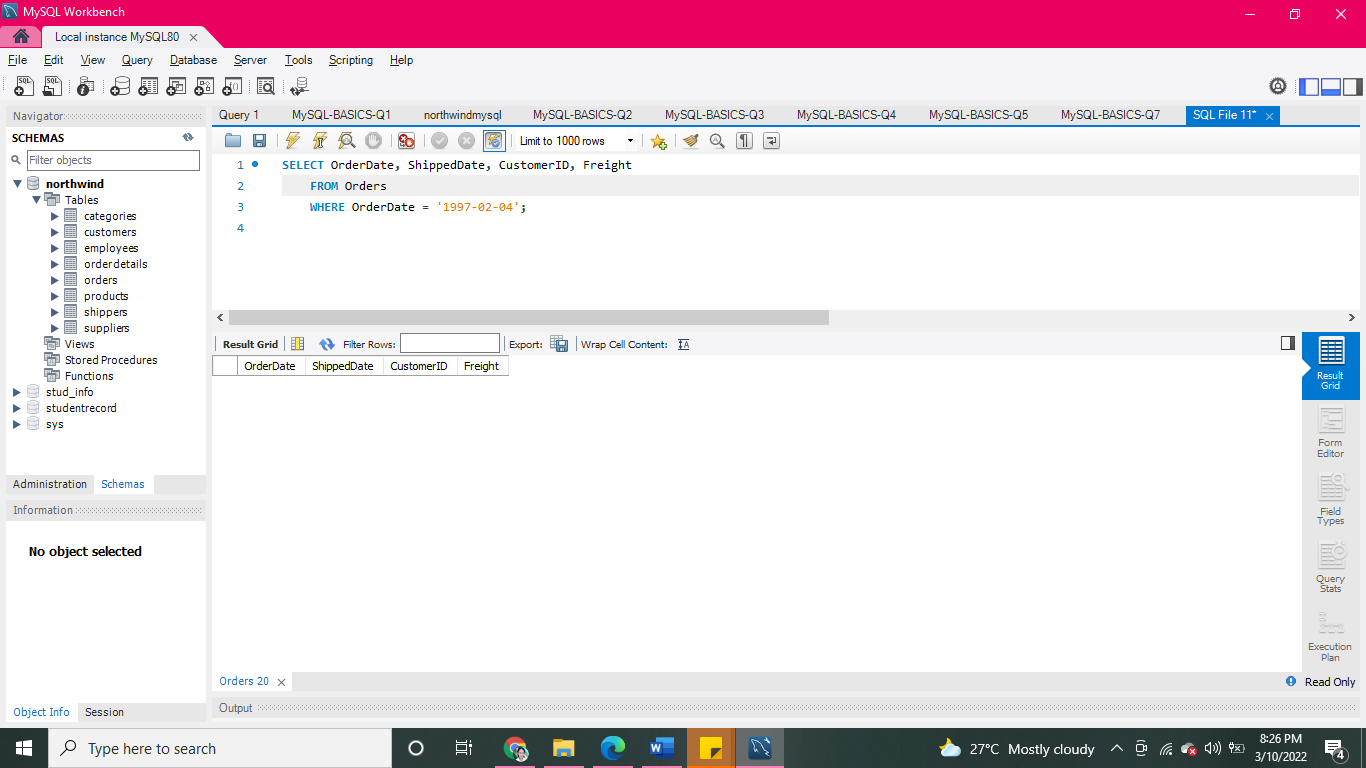 MySQL Workbench
Local instance MySQL80
File Edit View Query Database Server Tools Scripting Help
Navigator
SCHEMAS
Filter objects
northwind
Tables
categories
customers
employees
orderdetails
orders
products
shippers
suppliers
Views
Stored Procedures
Functions
stud_info
studentrecord
sys
Administration Schemas
Information
No object selected
Object Info Session
Query 1 MySQL-BASICS-Q1 northwindmysql MySQL-BASICS-Q2 MySQL-BASICS-Q3 MySQL-BASICS-Q4 MySQL-BASICS-Q5 MySQL-BASICS-Q7 SQL File 11*
Limit to 1000 rows
1 SELECT OrderDate, ShippedDate, CustomerID, Freight
2 FROM Orders
3 WHERE OrderDate = '1997-02-04';
4
Result Grid Filter Rows: Export: Wrap Cell Content:
OrderDate ShippedDate CustomerID Freight
Result
Grid
Form
Editor
Field
Types
Query
Stats
Execution
Plan
Orders 20
Read Only
Output
Type here to search
27°C Mostly cloudy
8:26 PM
3/10/2022
4